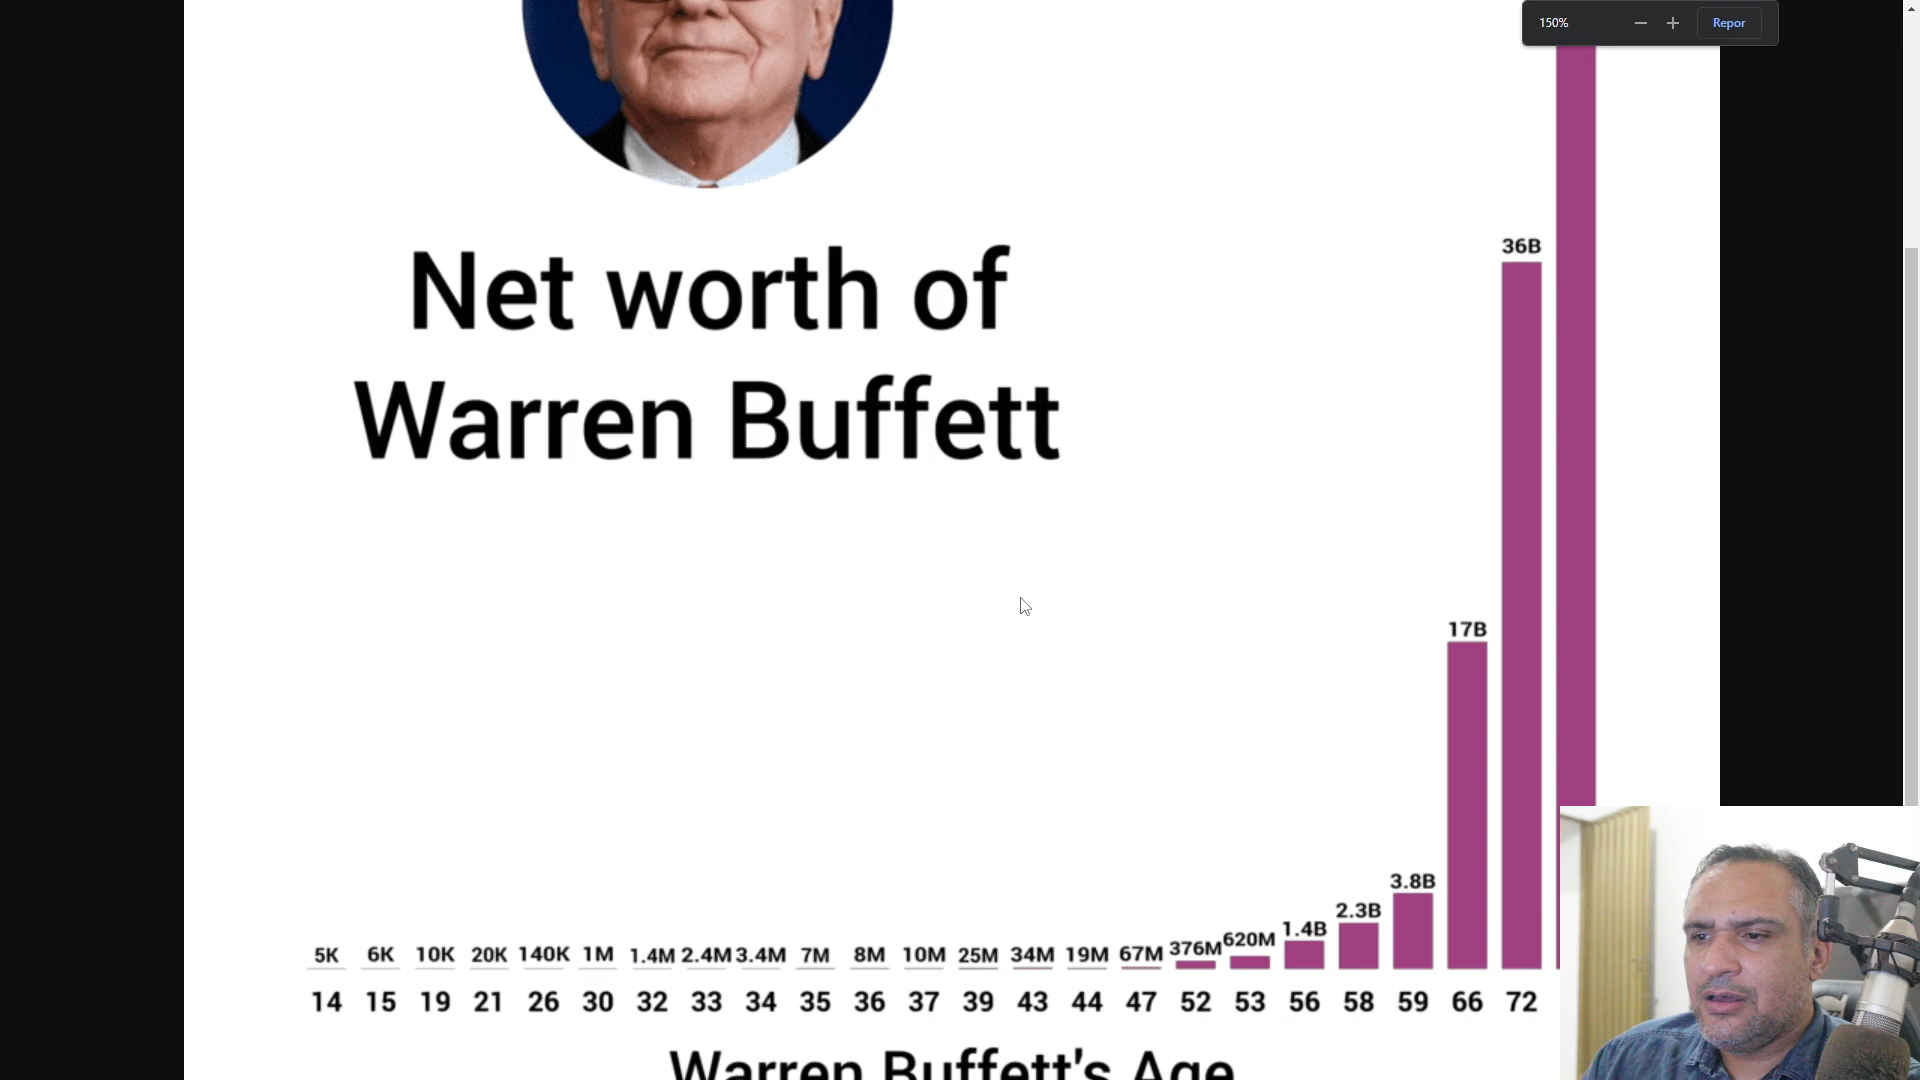 150%
Repor
Net worth of
Warren Buffett
36B
17B
3.8B
2.3B
1.4B
5K 6K 10K 20K 140K 1M 1.4M 2.4M 3.4M 7M 8M 10M 25M 34M 19M 67M 376M 620M
14 15 19 21 26 30 32 33 34 35 36 37 39 43 44 47 52 53 56 58 59 66 72
Warren Buffett's Age